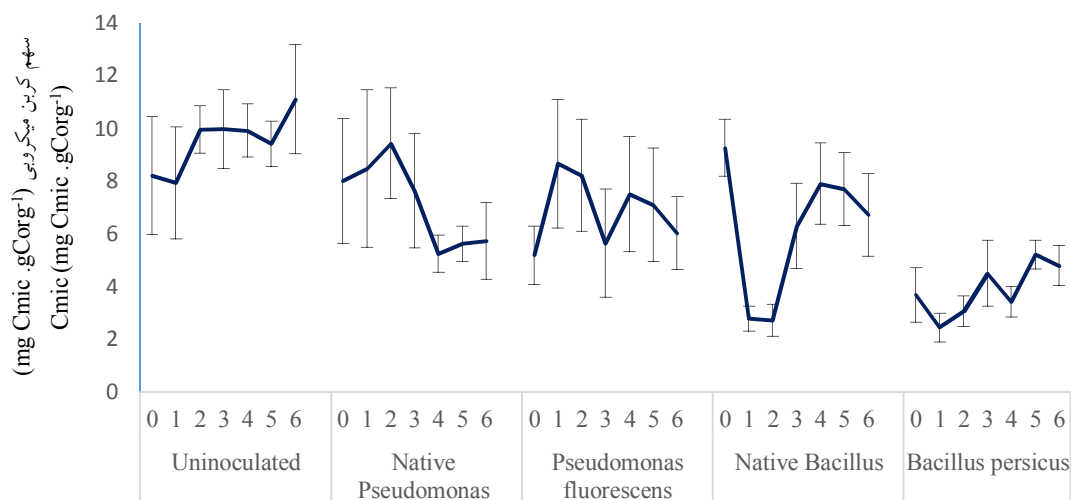 سهم کربن میکروبی (mg Cmic .gCorg-1)
Cmic (mg Cmic .gCorg-1)
14
12
10
8
6
4
2
0
0 1 2 3 4 5 6 0 1 2 3 4 5 6 0 1 2 3 4 5 6 0 1 2 3 4 5 6 0 1 2 3 4 5 6
Uninoculated
Native
Pseudomonas
Pseudomonas
fluorescens
Native Bacillus
Bacillus persicus